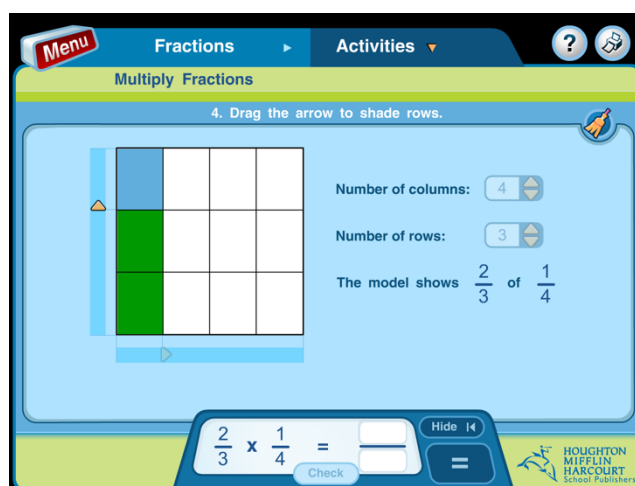 Menu
Fractions
Activities
?
Multiply Fractions
4. Drag the arrow to shade rows.
Number of columns: 4
Number of rows: 3
The model shows 2/3 of 1/4
2/3 x 1/4 =
Check
Hide
=
HOUGHTON
MIFFLIN
HARCOURT
School Publishers